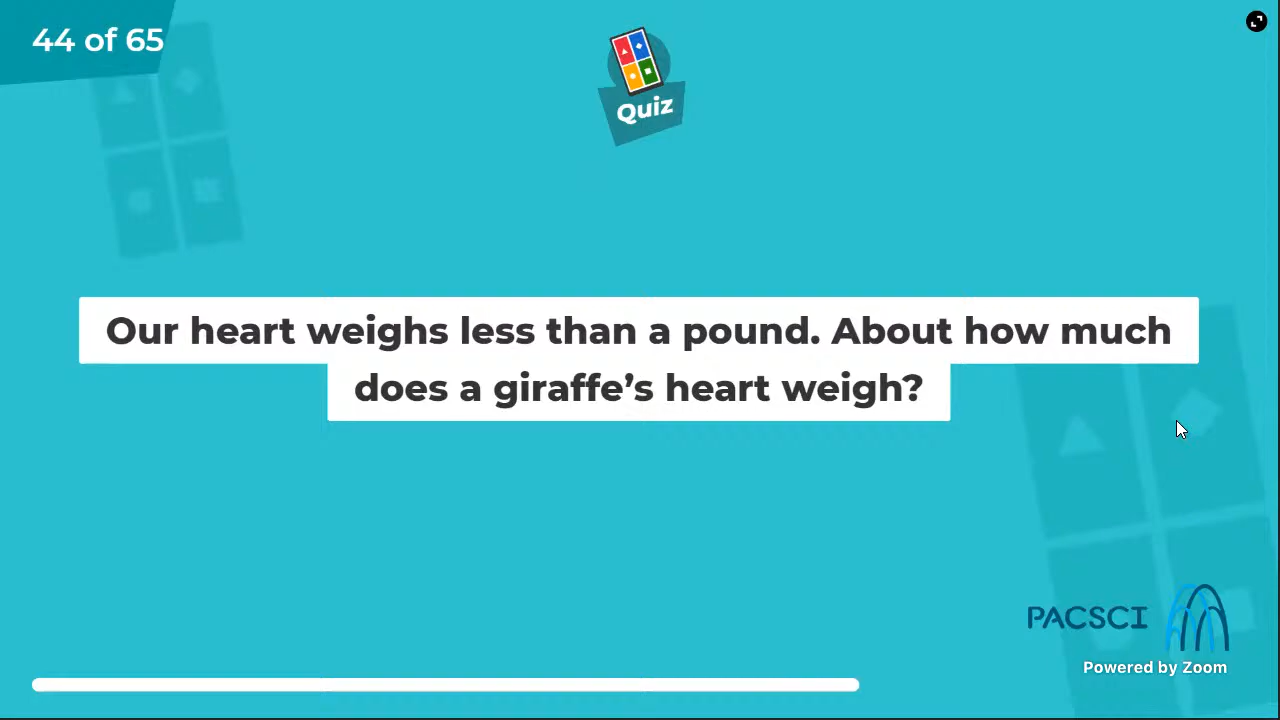 44 of 65
Quiz
Our heart weighs less than a pound. About how much
does a giraffe’s heart weigh?
PACSCI
Powered by Zoom